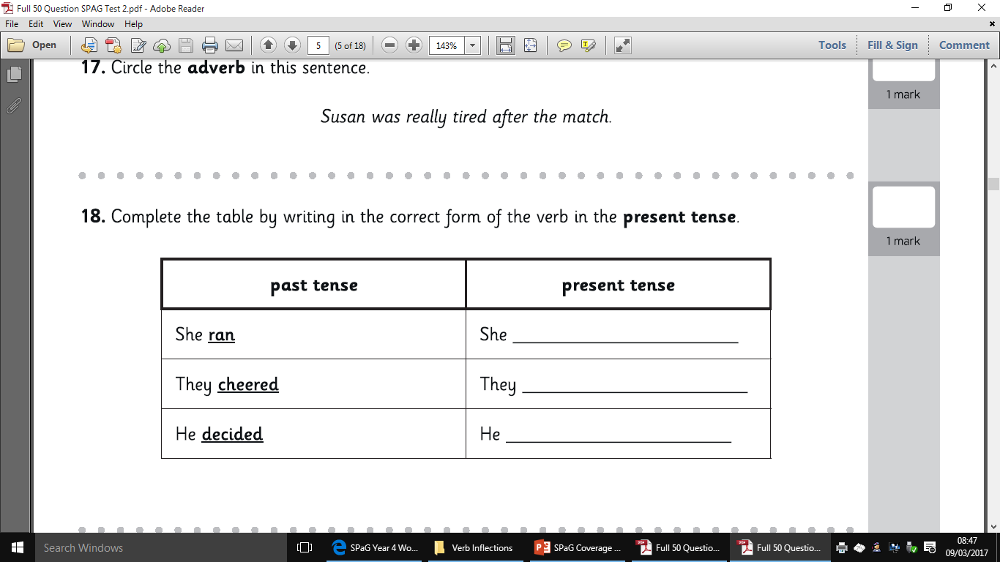 Full 50 Question SPAG Test 2.pdf - Adobe Reader
File Edit View Window Help
Open 5 (5 of 18) 143% Tools Fill & Sign Comment
17. Circle the adverb in this sentence.
1 mark
Susan was really tired after the match.
18. Complete the table by writing in the correct form of the verb in the present tense.
1 mark
past tense present tense
She ran She ____
They cheered They ____
He decided He ____
Search Windows SPaG Year 4 Wo... Verb Inflections SPaG Coverage ... Full 50 Questio... Full 50 Questio... 08:47
09/03/2017